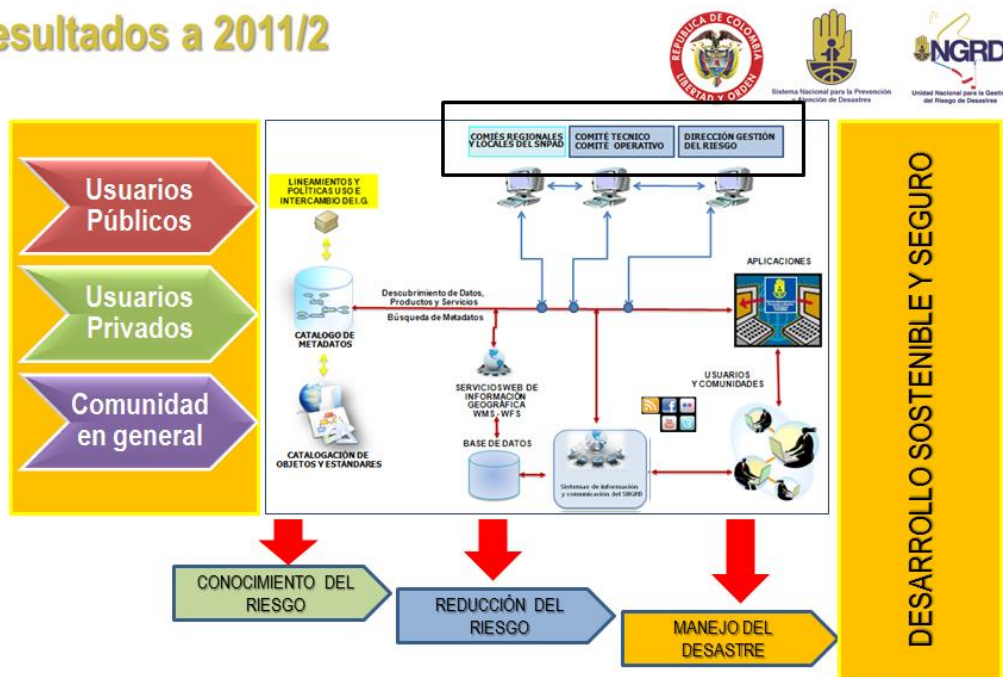 esultados a 2011/2
REPUBLICA DE COLOMBIA
LIBERTAD Y ORDEN
Sistema Nacional para la Prevención
y Atención de Desastres
NGRD
Unidad Nacional para la Gestió
del Riesgo de Desastres
Usuarios
Públicos
Usuarios
Privados
Comunidad
en general
COMIÉS REGIONALES
Y LOCALES DEL SNPAD
COMITÉ TECNICO
COMITÉ OPERATIVO
DIRECCIÓN GESTIÓN
DEL RIESGO
LINEAMIENTOS Y
POLÍTICAS USO E
INTERCAMBIO DE I.G.
CATALOGO DE
METADATOS
CATALOGACIÓN DE
OBJETOS Y ESTÁNDARES
Descubrimiento de Datos,
Productos y Servicios
Búsqueda de Metadatos
SERVICIOS WEB DE
INFORMACIÓN
GEOGRÁFICA
WMS - WFS
BASE DE DATOS
Sistemas de información
y comunicación del SNGRD
APLICACIONES
USUARIOS
Y COMUNIDADES
CONOCIMIENTO DEL
RIESGO
REDUCCIÓN DEL
RIESGO
MANEJO DEL
DESASTRE
DESARROLLO SOSTENIBLE Y SEGURO